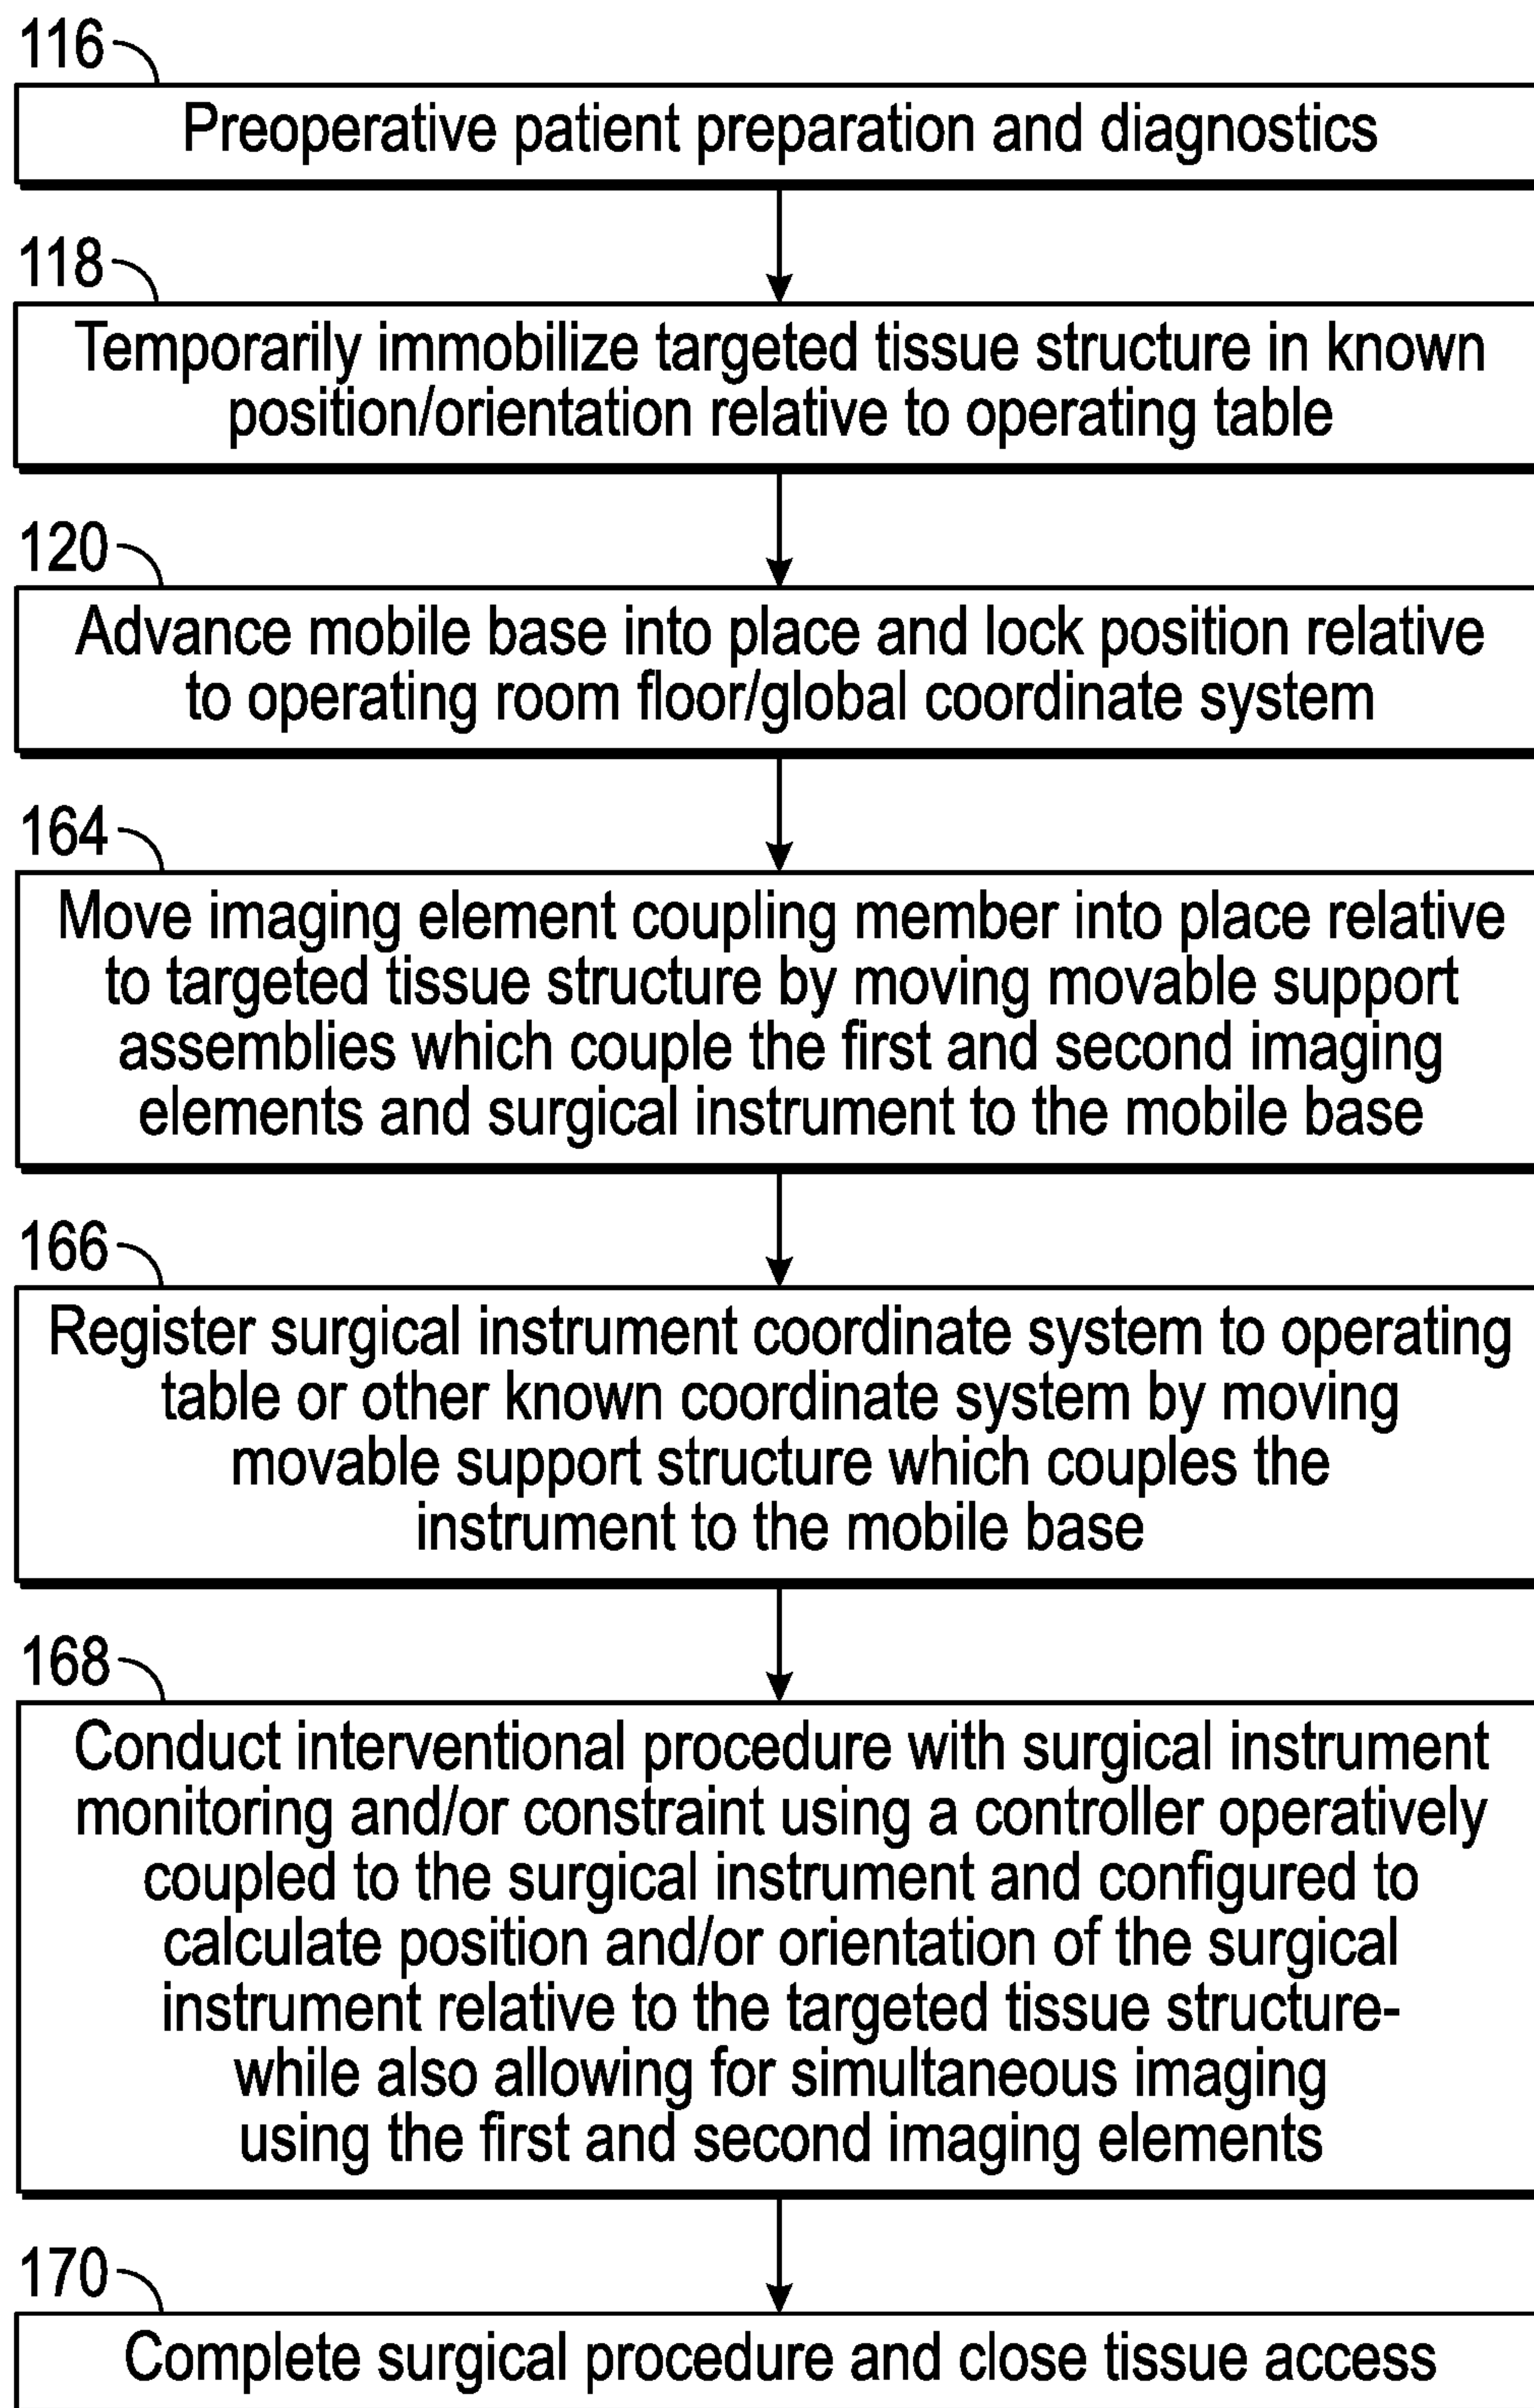 116
Preoperative patient preparation and diagnostics
118
Temporarily immobilize targeted tissue structure in known
position/orientation relative to operating table
120
Advance mobile base into place and lock position relative
to operating room floor/global coordinate system
164
Move imaging element coupling member into place relative
to targeted tissue structure by moving movable support
assemblies which couple the first and second imaging
elements and surgical instrument to the mobile base
166
Register surgical instrument coordinate system to operating
table or other known coordinate system by moving
movable support structure which couples the
instrument to the mobile base
168
Conduct interventional procedure with surgical instrument
monitoring and/or constraint using a controller operatively
coupled to the surgical instrument and configured to
calculate position and/or orientation of the surgical
instrument relative to the targeted tissue structure-
while also allowing for simultaneous imaging
using the first and second imaging elements
170
Complete surgical procedure and close tissue access